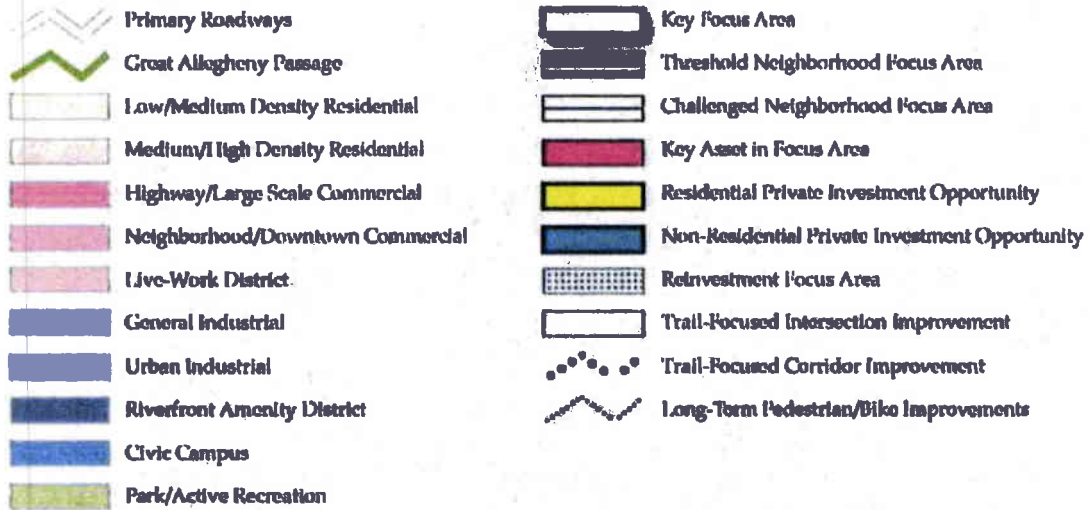 Primary Roadways
Great Allegheny Passage
Low/Medium Density Residential
Medium/High Density Residential
Highway/Large Scale Commercial
Neighborhood/Downtown Commercial
Live-Work District
General Industrial
Urban Industrial
Riverfront Amenity District
Civic Campus
Park/Active Recreation
Key Focus Area
Threshold Neighborhood Focus Area
Challenged Neighborhood Focus Area
Key Asset in Focus Area
Residential Private Investment Opportunity
Non-Residential Private Investment Opportunity
Reinvestment Focus Area
Trail-Focused Intersection Improvement
Trail-Focused Corridor Improvement
Long-Term Pedestrian/Bike Improvements